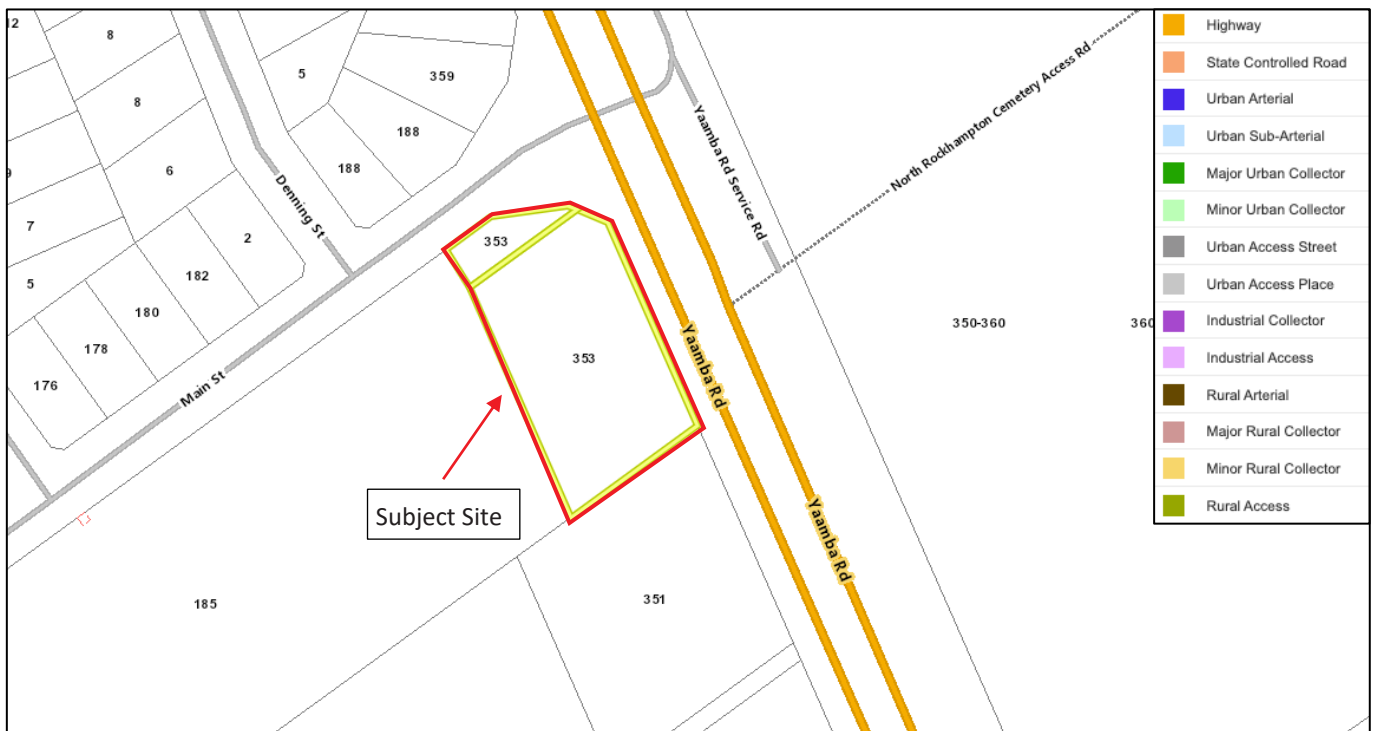 12
8
8
9
6
7
5
2
182
180
178
176
5
359
188
188
Denning St
Main St
353
353
Subject Site
185
351
Yaamba Rd
Yaamba Rd
Yaamba Rd Service Rd
North Rockhampton Cemetery Access Rd
350-360
360
Highway
State Controlled Road
Urban Arterial
Urban Sub-Arterial
Major Urban Collector
Minor Urban Collector
Urban Access Street
Urban Access Place
Industrial Collector
Industrial Access
Rural Arterial
Major Rural Collector
Minor Rural Collector
Rural Access